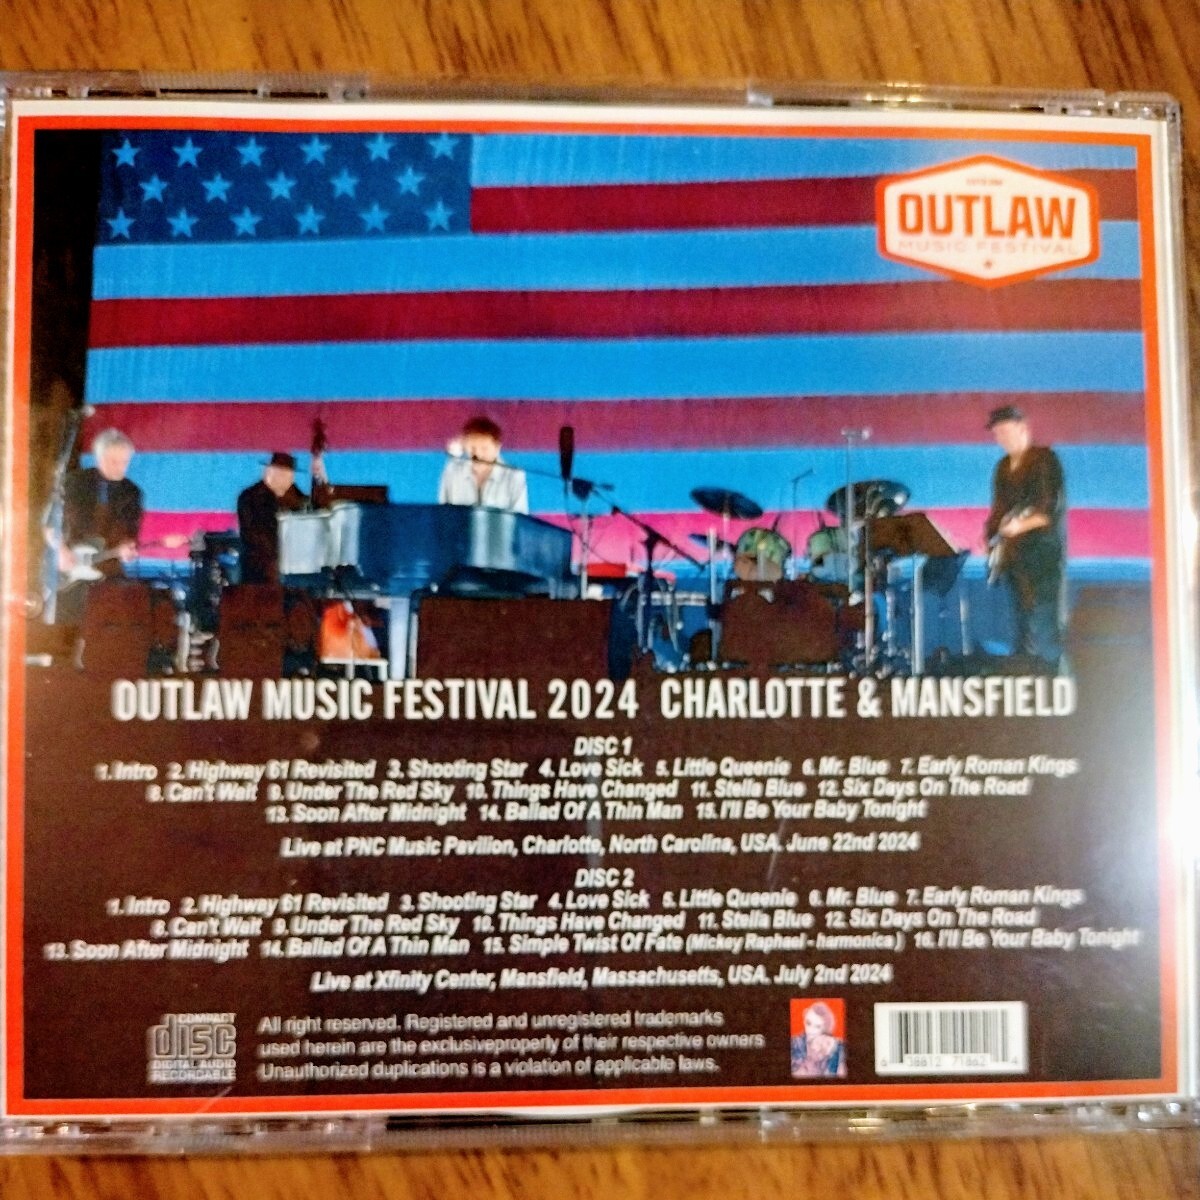 OUTLAW
MUSIC FESTIVAL
OUTLAW MUSIC FESTIVAL 2024 CHARLOTTE & MANSFIELD
DISC 1
1. Intro 2. Highway 61 Revisited 3. Shooting Star 4. Love Sick 5. Little Queenie 6. Mr. Blue 7. Early Roman Kings
8. Can't Wait 9. Under The Red Sky 10. Things Have Changed 11. Stella Blue 12. Six Days On The Road
13. Soon After Midnight 14. Ballad Of A Thin Man 15. I'll Be Your Baby Tonight
Live at PNC Music Pavilion, Charlotte, North Carolina, USA. June 22nd 2024
DISC 2
1. Intro 2. Highway 61 Revisited 3. Shooting Star 4. Love Sick 5. Little Queenie 6. Mr. Blue 7. Early Roman Kings
8. Can't Wait 9. Under The Red Sky 10. Things Have Changed 11. Stella Blue 12. Six Days On The Road
13. Soon After Midnight 14. Ballad Of A Thin Man 15. Simple Twist Of Fate (Mickey Raphael - harmonica) 16. I'll Be Your Baby Tonight
Live at Xfinity Center, Mansfield, Massachusetts, USA. July 2nd 2024
COMPACT
disc
DIGITAL AUDIO
RECORDABLE
All right reserved. Registered and unregistered trademarks
used herein are the exclusiveproperly of their respective owners
Unauthorized duplications is a violation of applicable laws.